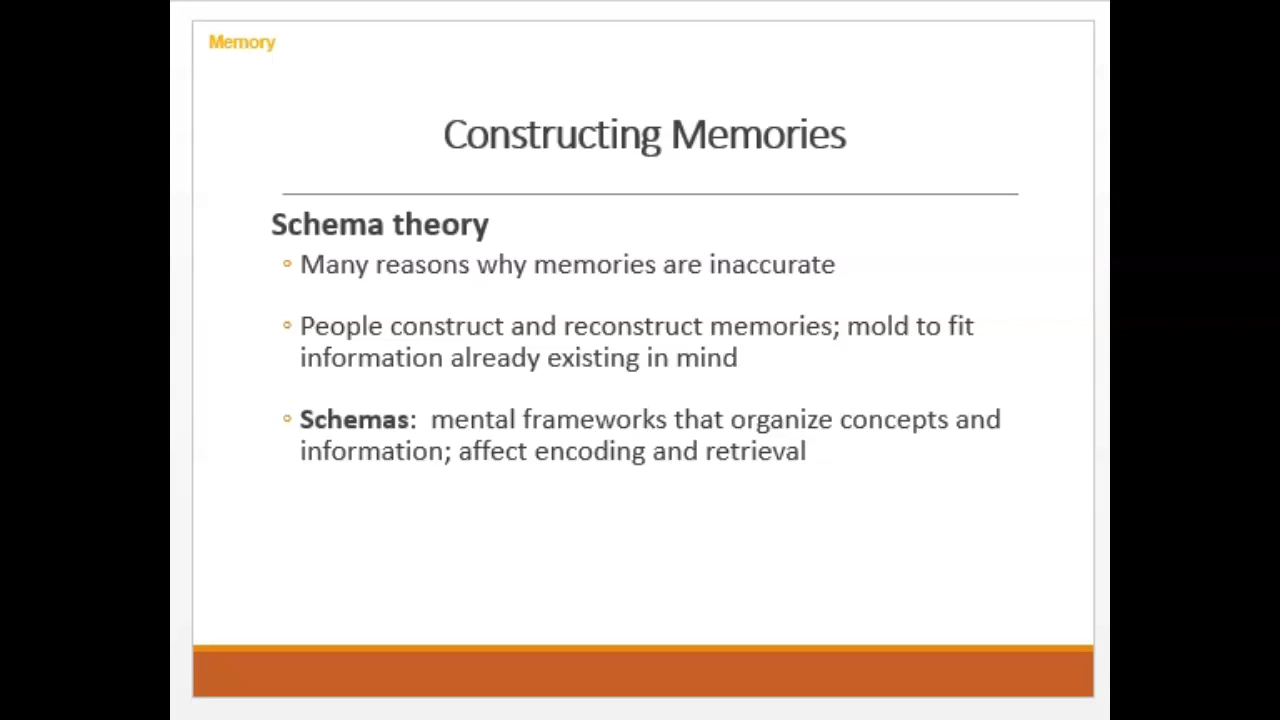 Memory
Constructing Memories
Schema theory
◦ Many reasons why memories are inaccurate
◦ People construct and reconstruct memories; mold to fit
information already existing in mind
◦ Schemas:  mental frameworks that organize concepts and
information; affect encoding and retrieval